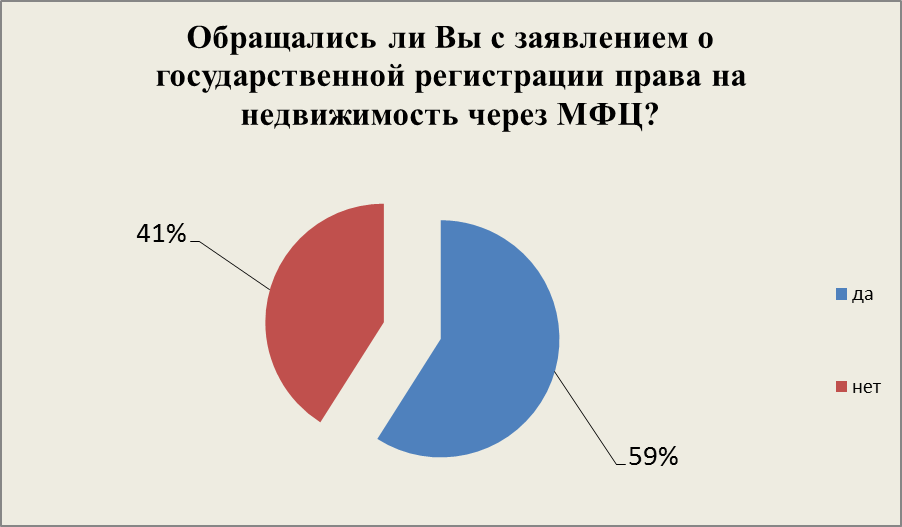 Обращались ли Вы с заявлением о
государственной регистрации права на
недвижимость через МФЦ?
41%
да
нет
59%